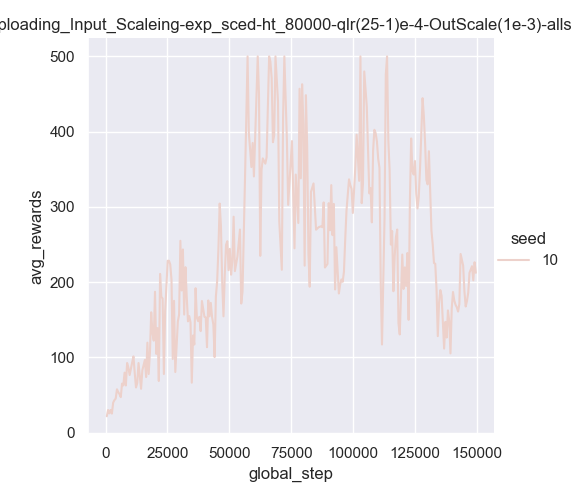 ploading_Input_Scaleing-exp_sced-ht_80000-qlr(25-1)e-4-OutScale(1e-3)-alls
500
400
300
200
100
0
avg_rewards
0 25000 50000 75000 100000 125000 150000
global_step
seed
10